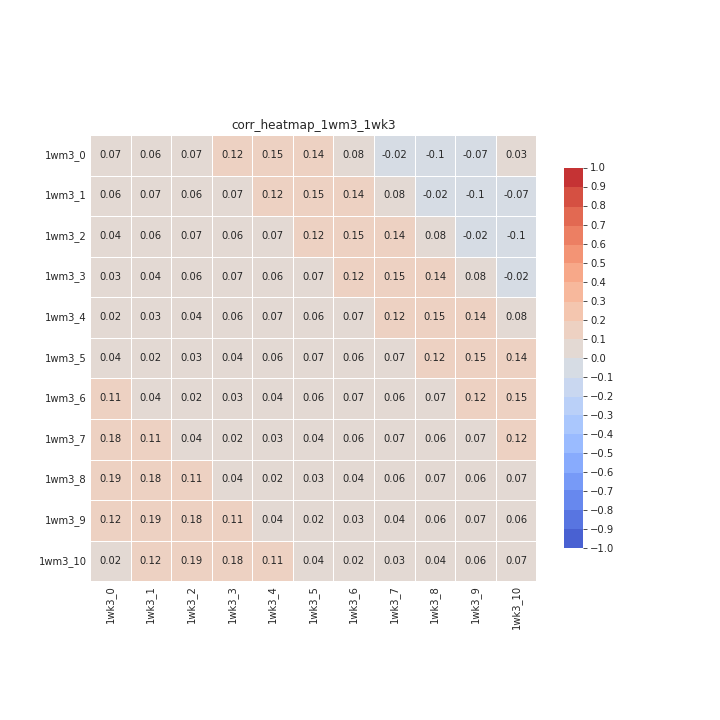 corr_heatmap_1wm3_1wk3
1wm3_0 0.07 0.06 0.07 0.12 0.15 0.14 0.08 -0.02 -0.1 -0.07 0.03
1wm3_1 0.06 0.07 0.06 0.07 0.12 0.15 0.14 0.08 -0.02 -0.1 -0.07
1wm3_2 0.04 0.06 0.07 0.06 0.07 0.12 0.15 0.14 0.08 -0.02 -0.1
1wm3_3 0.03 0.04 0.06 0.07 0.06 0.07 0.12 0.15 0.14 0.08 -0.02
1wm3_4 0.02 0.03 0.04 0.06 0.07 0.06 0.07 0.12 0.15 0.14 0.08
1wm3_5 0.04 0.02 0.03 0.04 0.06 0.07 0.06 0.07 0.12 0.15 0.14
1wm3_6 0.11 0.04 0.02 0.03 0.04 0.06 0.07 0.06 0.07 0.12 0.15
1wm3_7 0.18 0.11 0.04 0.02 0.03 0.04 0.06 0.07 0.06 0.07 0.12
1wm3_8 0.19 0.18 0.11 0.04 0.02 0.03 0.04 0.06 0.07 0.06 0.07
1wm3_9 0.12 0.19 0.18 0.11 0.04 0.02 0.03 0.04 0.06 0.07 0.06
1wm3_10 0.02 0.12 0.19 0.18 0.11 0.04 0.02 0.03 0.04 0.06 0.07
1wk3_0 1wk3_1 1wk3_2 1wk3_3 1wk3_4 1wk3_5 1wk3_6 1wk3_7 1wk3_8 1wk3_9 1wk3_10
1.0
0.9
0.8
0.7
0.6
0.5
0.4
0.3
0.2
0.1
0.0
−0.1
−0.2
−0.3
−0.4
−0.5
−0.6
−0.7
−0.8
−0.9
−1.0